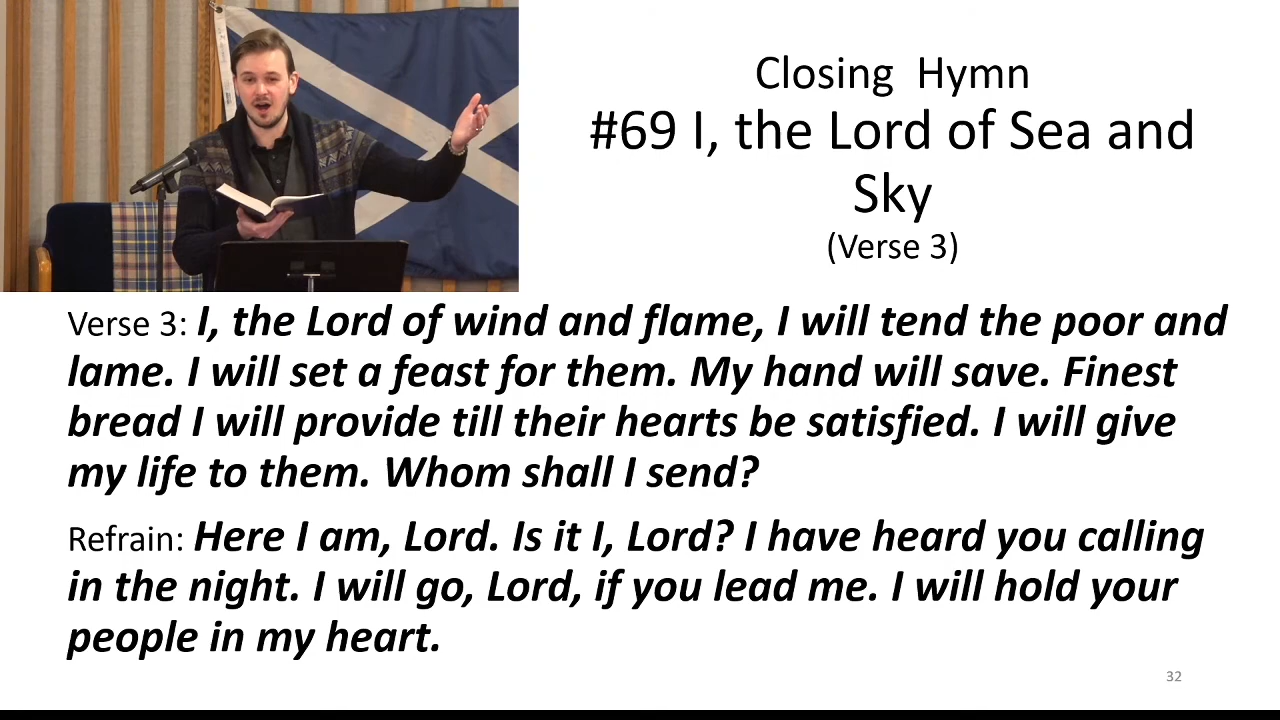 Closing Hymn
#69 I, the Lord of Sea and
Sky
(Verse 3)
Verse 3: I, the Lord of wind and flame, I will tend the poor and
lame. I will set a feast for them. My hand will save. Finest
bread I will provide till their hearts be satisfied. I will give
my life to them. Whom shall I send?
Refrain: Here I am, Lord. Is it I, Lord? I have heard you calling
in the night. I will go, Lord, if you lead me. I will hold your
people in my heart.
32